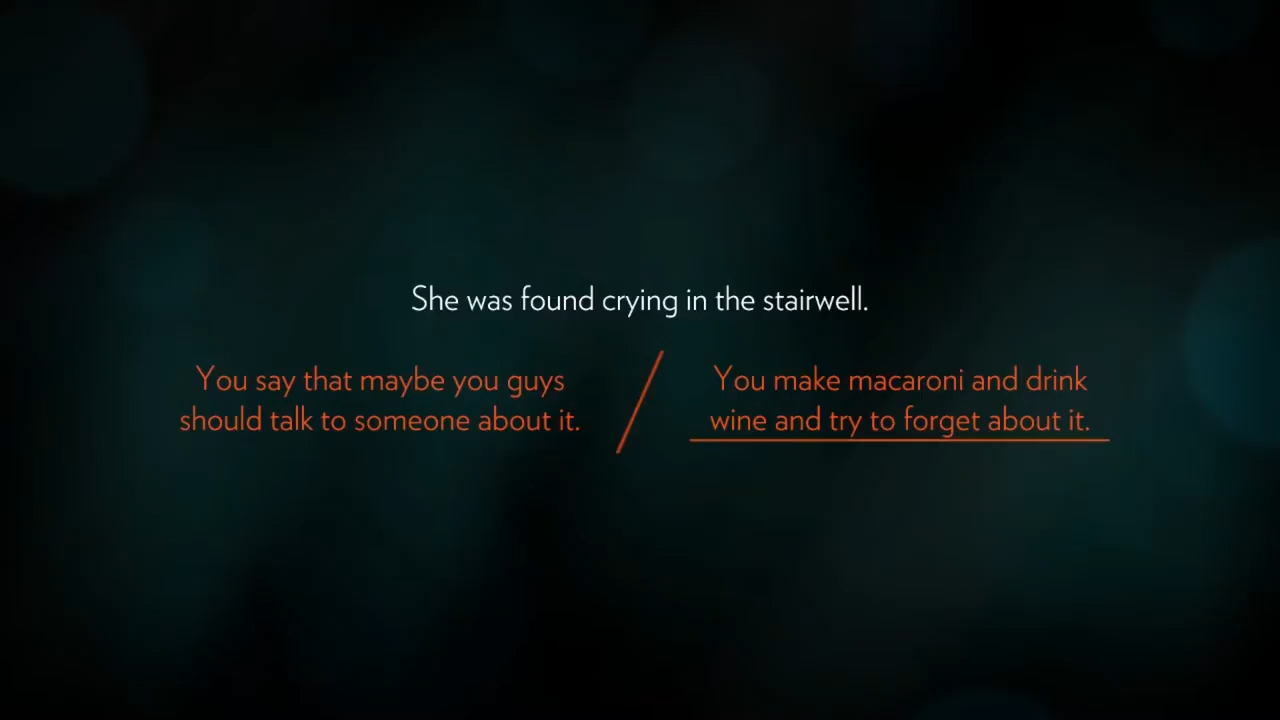 She was found crying in the stairwell.
You say that maybe you guys
should talk to someone about it.
You make macaroni and drink
wine and try to forget about it.